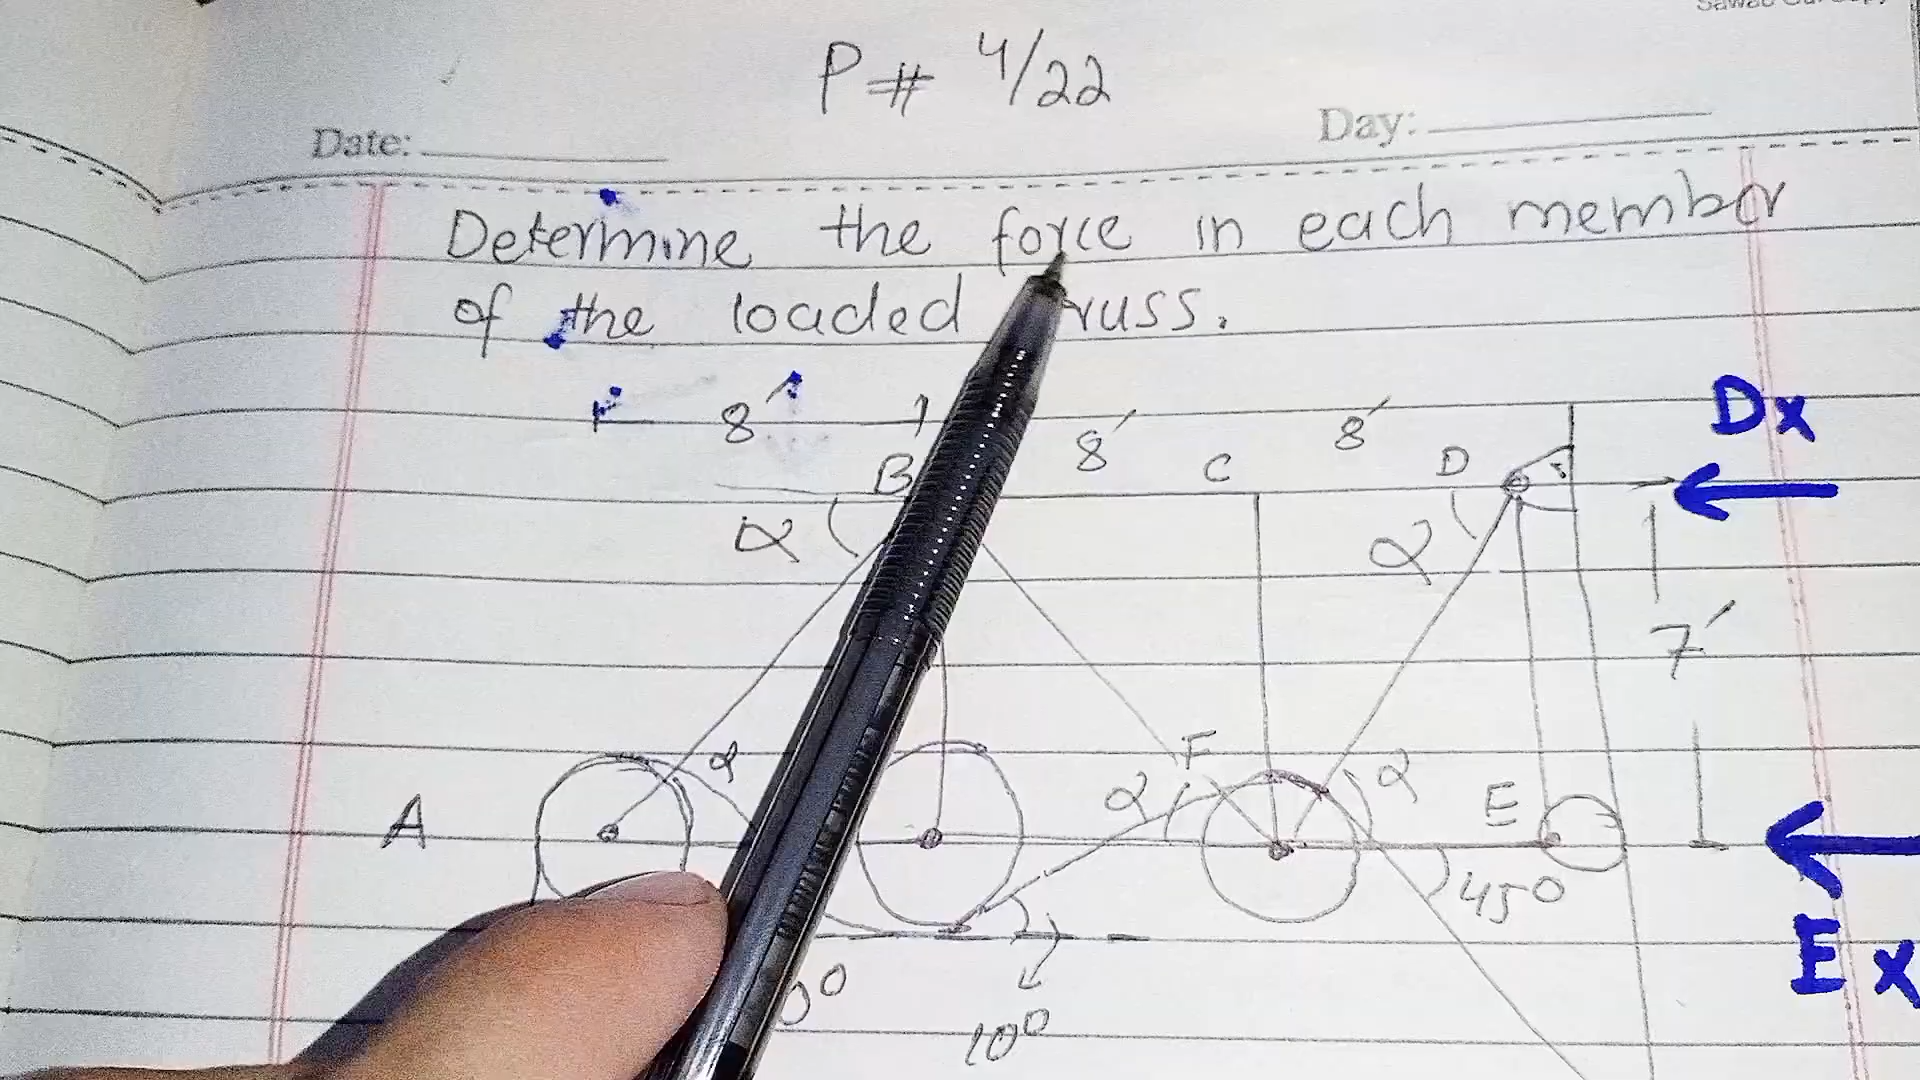 P# 4/22
Date:
Day:
Determine the force in each member
of the loaded truss.
8′ 8′ 8′
Dx
B C D
α α
7′
α F α α
A E
45°
Ex
10°